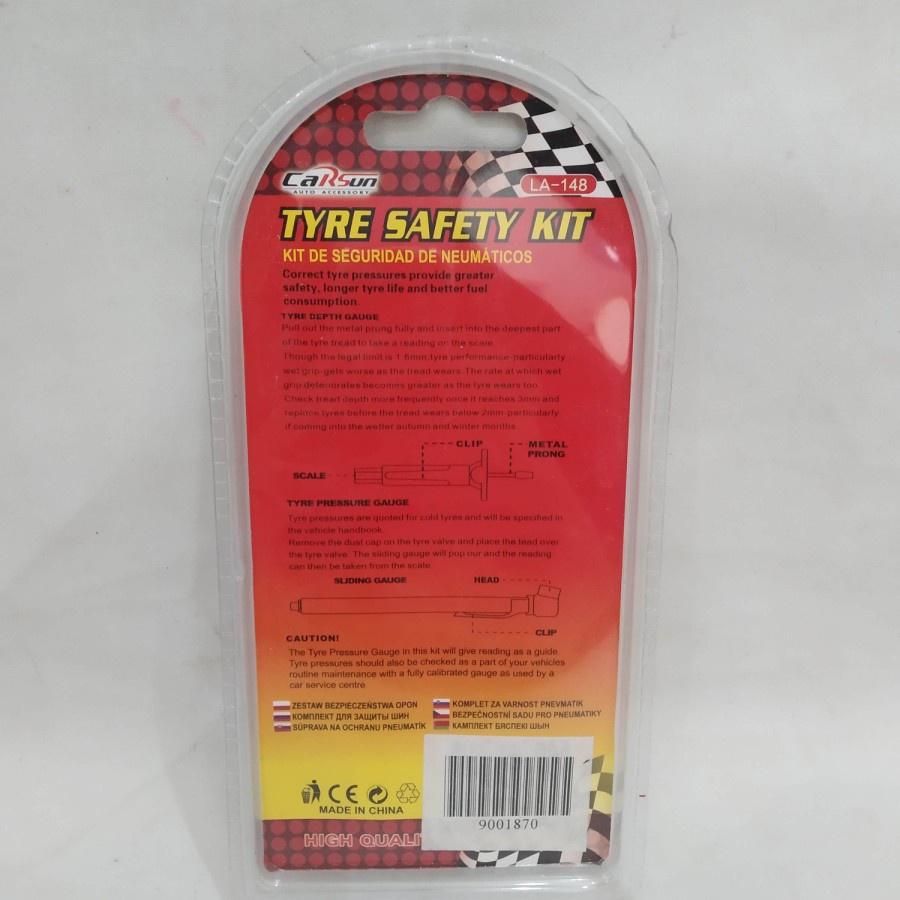 CaRSun
AUTO ACCESSORY
LA-148
TYRE SAFETY KIT
KIT DE SEGURIDAD DE NEUMÁTICOS
Correct tyre pressures provide greater
safety, longer tyre life and better fuel
consumption.
TYRE DEPTH GAUGE
Pull out the metal prung fully and insert into the deepest part
of the tyre tread to take a reading on the scale.
Though the legal limit is 1.6mm,tyre performance-particularly
wet grip-gets worse as the tread wears.The rate at which wet
grip deteriorates becomes greater as the tyre wears too.
Check treart depth more frequently once it reaches 3mm and
replace tyres before the tread wears below 2mm-particularly
if coming into the wetter autumn and winter months.
CLIP
METAL
PRONG
SCALE
TYRE PRESSURE GAUGE
Tyre pressures are quoted for cold tyres and will be specified in
the vehicle handbook.
Remove the dust cap on the tyre valve and place the tead over
the tyre valve. The sliding gauge will pop our and the reading
can then be taken from the scale.
SLIDING GAUGE
HEAD
CLIP
CAUTION!
The Tyre Pressure Gauge in this kit will give reading as a guide.
Tyre pressures should also be checked as a part of your vehicles
routine maintenance with a fully calibrated gauge as used by a
car service centre.
ZESTAW BEZPIECZEŃSTWA OPON
КОМПЛЕКТ ДЛЯ ЗАЩИТЫ ШИН
SÚPRAVA NA OCHRANU PNEUMATÍK
KOMPLET ZA VARNOST PNEVMATIK
BEZPEČNOSTNÍ SADU PRO PNEUMATIKY
КАМПЛЕКТ БЯСПЕКІ ШЫН
CE
MADE IN CHINA
9001870
HIGH QUALI